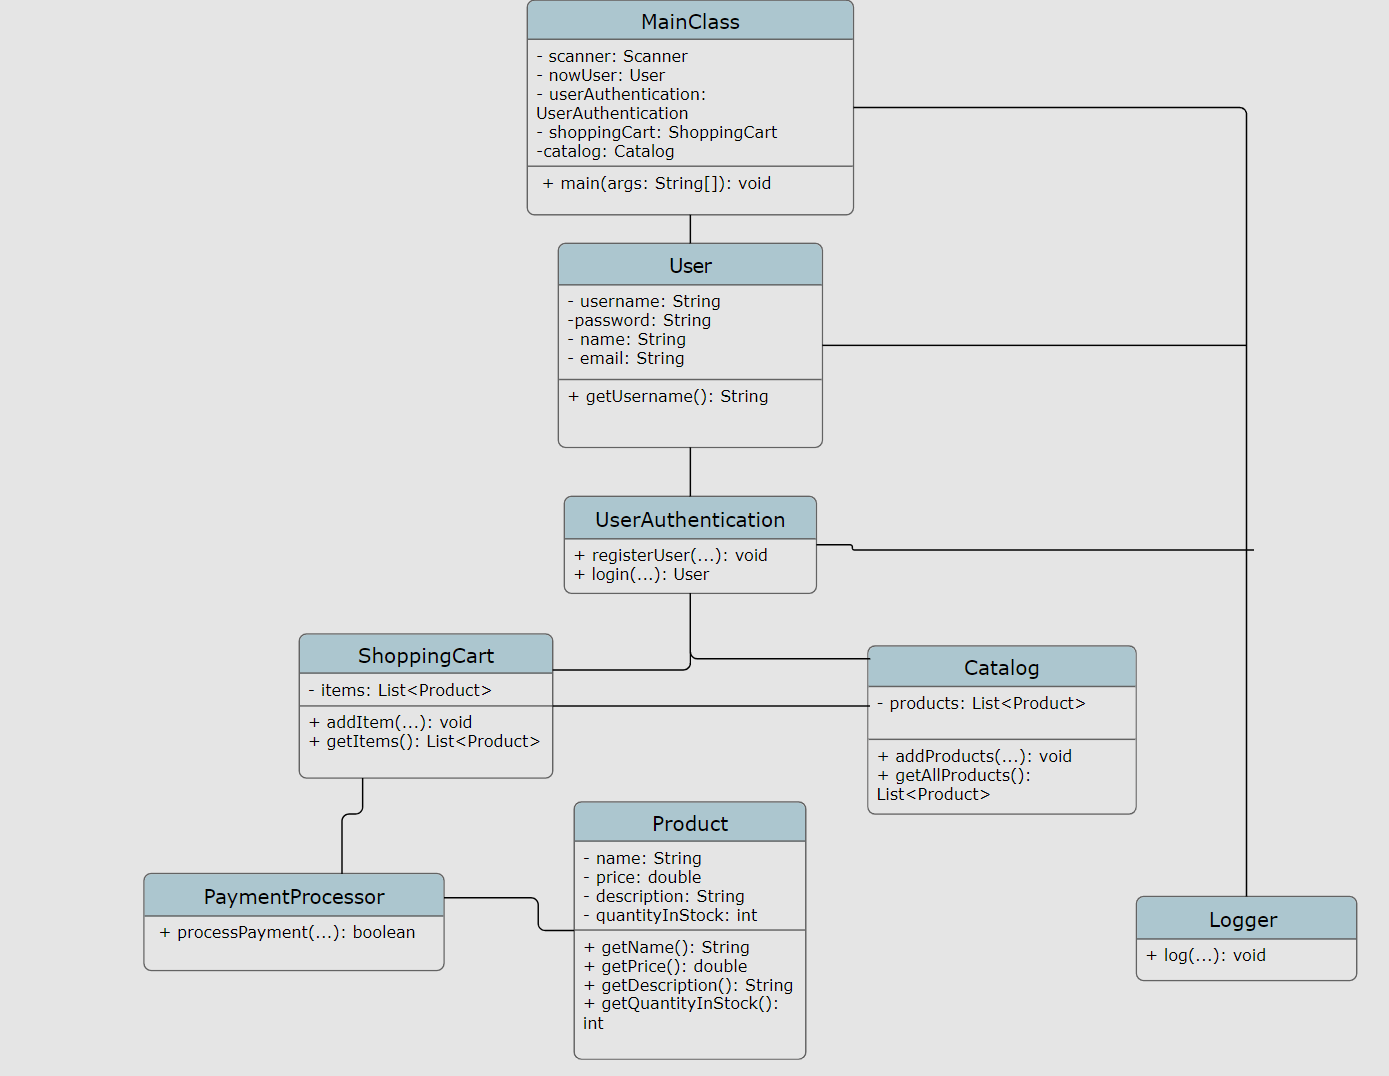 MainClass
- scanner: Scanner
- nowUser: User
- userAuthentication:
UserAuthentication
- shoppingCart: ShoppingCart
-catalog: Catalog
+ main(args: String[]): void
User
- username: String
-password: String
- name: String
- email: String
+ getUsername(): String
UserAuthentication
+ registerUser(...): void
+ login(...): User
ShoppingCart
- items: List<Product>
+ addItem(...): void
+ getItems(): List<Product>
Catalog
- products: List<Product>
+ addProducts(...): void
+ getAllProducts():
List<Product>
Product
- name: String
- price: double
- description: String
- quantityInStock: int
+ getName(): String
+ getPrice(): double
+ getDescription(): String
+ getQuantityInStock():
int
PaymentProcessor
+ processPayment(...): boolean
Logger
+ log(...): void